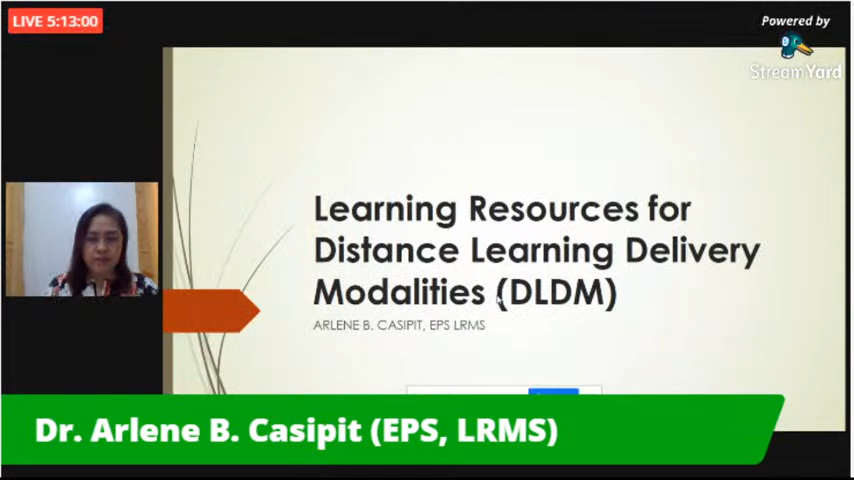 LIVE 5:13:00
Powered by
StreamYard
Learning Resources for
Distance Learning Delivery
Modalities (DLDM)
ARLENE B. CASIPIT, EPS LRMS
Dr. Arlene B. Casipit (EPS, LRMS)